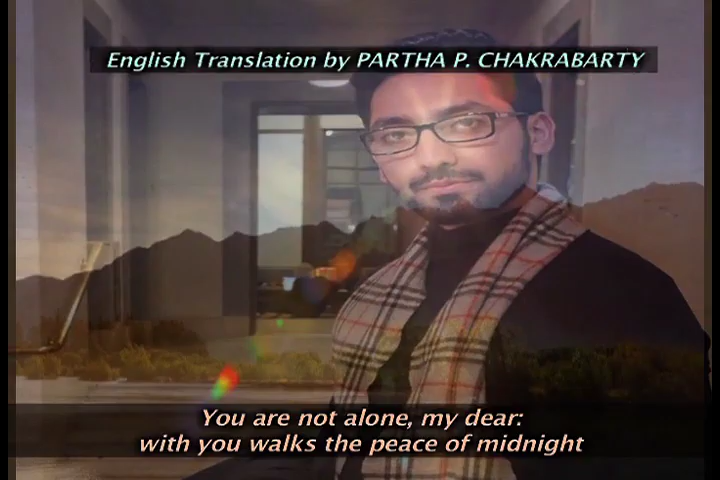 English Translation by PARTHA P. CHAKRABARTY
You are not alone, my dear:
with you walks the peace of midnight